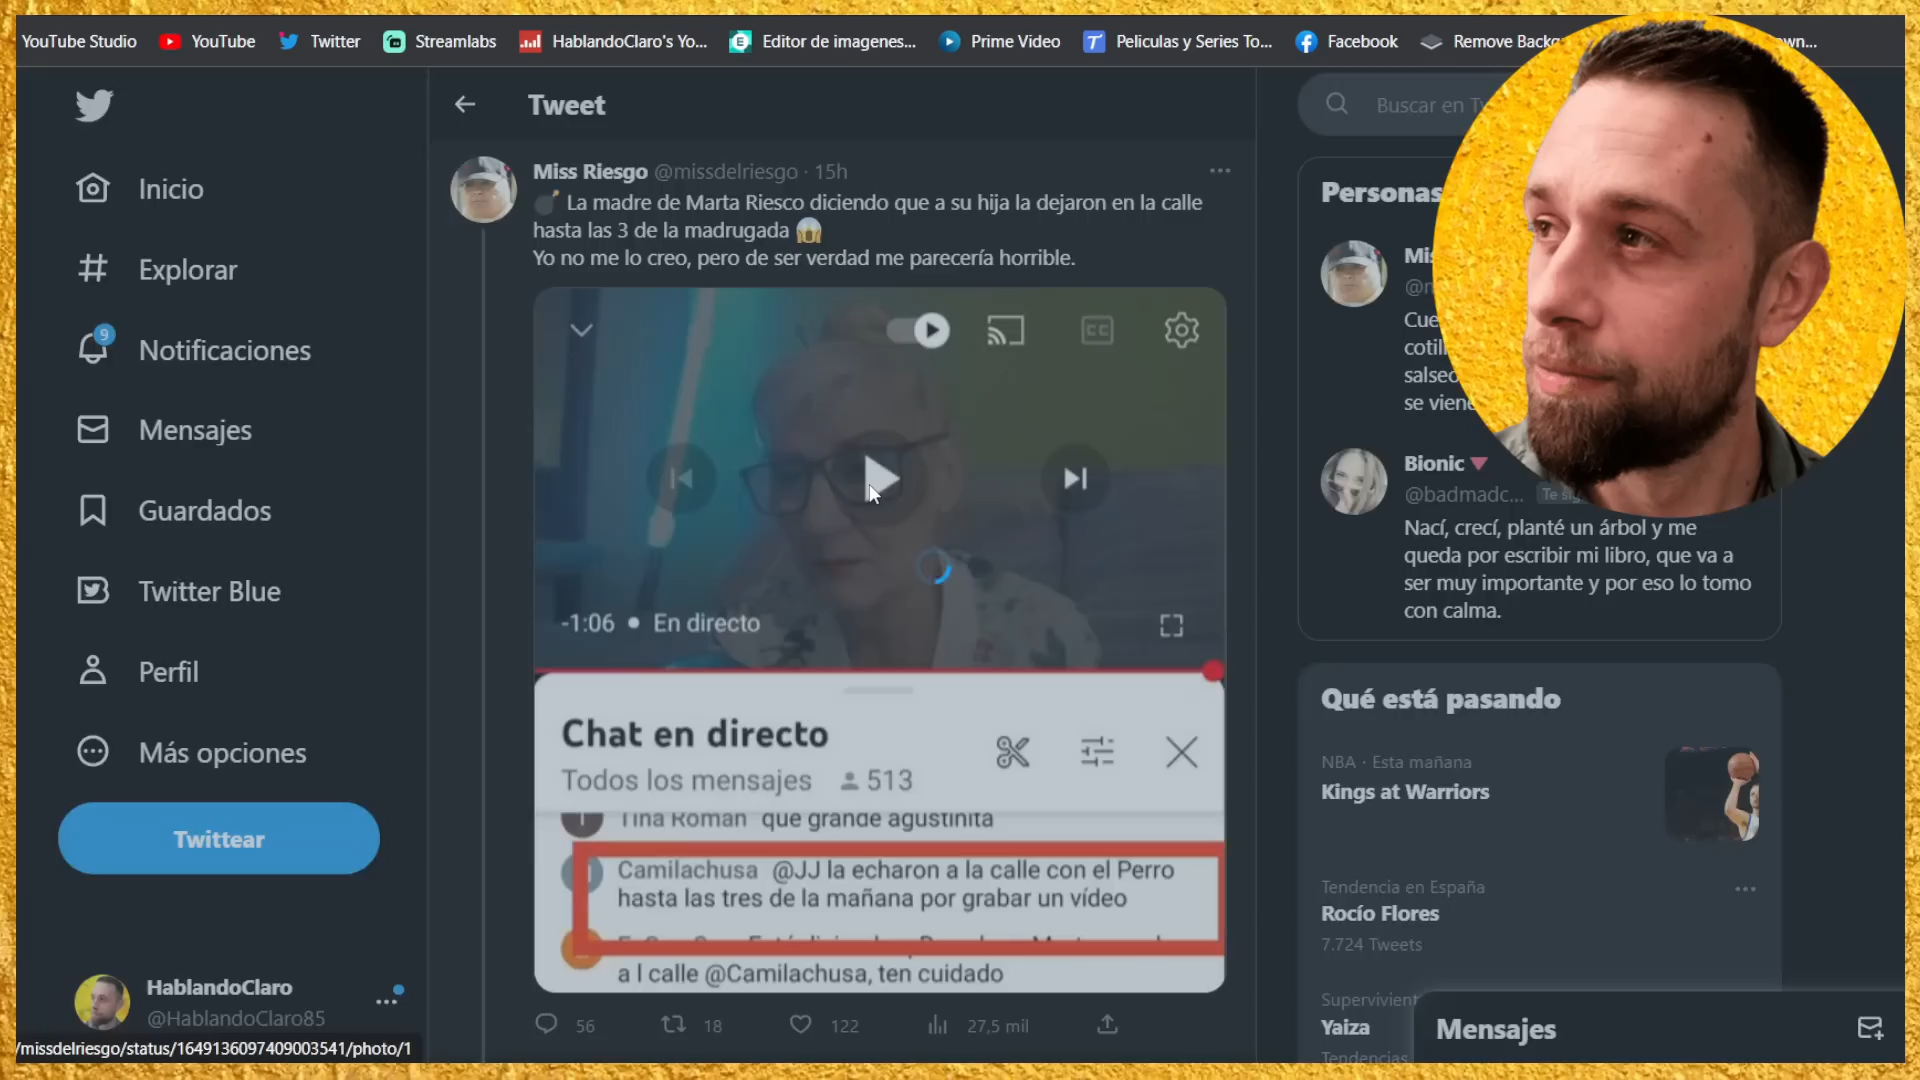 YouTube Studio YouTube Twitter Streamlabs HablandoClaro's Yo... Editor de imagenes... Prime Video Peliculas y Series To... Facebook Remove
Tweet
Inicio
Explorar
9
Notificaciones
Mensajes
Guardados
Twitter Blue
Perfil
Más opciones
Twittear
HablandoClaro
@HablandoClaro85
/missdelriesgo/status/1649136097409003541/photo/1
Miss Riesgo @missdelriesgo · 15h
La madre de Marta Riesco diciendo que a su hija la dejaron en la calle
hasta las 3 de la madrugada
Yo no me lo creo, pero de ser verdad me parecería horrible.
CC
-1:06 • En directo
Chat en directo
Todos los mensajes 513
Tina Roman que grande agustinita
Camilachusa @JJ la echaron a la calle con el Perro
hasta las tres de la mañana por grabar un vídeo
a l calle @Camilachusa, ten cuidado
56 18 122 27,5 mil
Buscar en
Personas
Bionic
@badmadc...
Nací, crecí, planté un árbol y me
queda por escribir mi libro, que va a
ser muy importante y por eso lo tomo
con calma.
Qué está pasando
NBA · Esta mañana
Kings at Warriors
Tendencia en España
Rocío Flores
7.724 Tweets
Yaiza
Tendencias
Mensajes